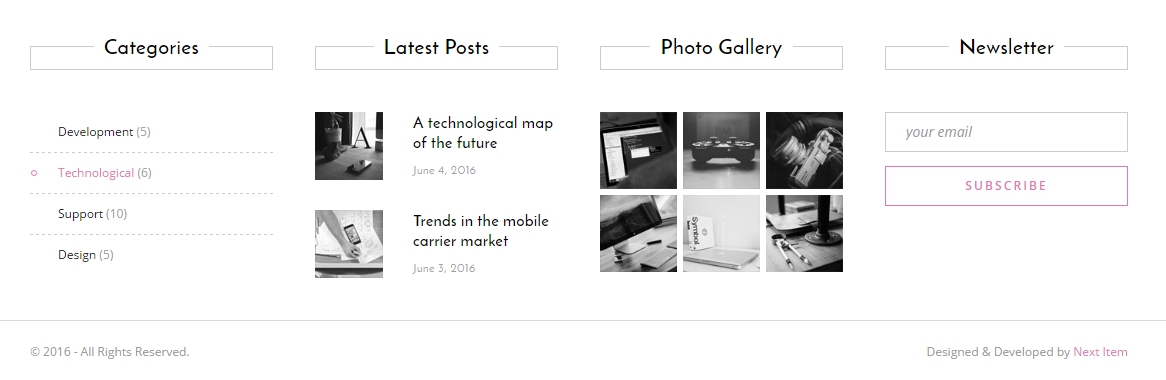 Categories
Development (5)
Technological (6)
Support (10)
Design (5)
Latest Posts
A technological map
of the future
June 4, 2016
Trends in the mobile
carrier market
June 3, 2016
Photo Gallery
A
Symbol
Newsletter
your email
SUBSCRIBE
© 2016 - All Rights Reserved.
Designed & Developed by Next Item